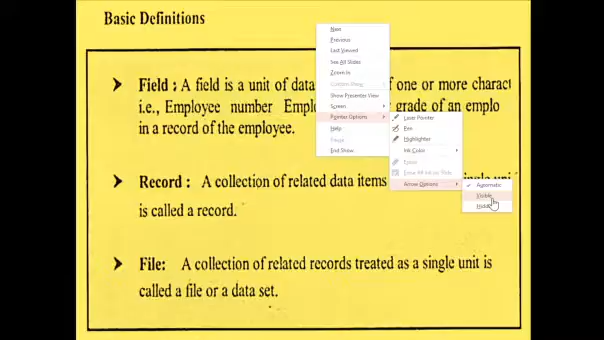 Basic Definitions
Field : A field is a unit of data of one or more charact
i.e., Employee number Empl grade of an emplo
in a record of the employee.
Record : A collection of related data items
is called a record.
File: A collection of related records treated as a single unit is
called a file or a data set.
Next
Previous
Last Viewed
See All Slides
Zoom In
Show Presenter View
Screen
Pointer Options
Help
Pause
End Show
Laser Pointer
Pen
Highlighter
Ink Color
Eraser
Erase All Ink on Slide
Arrow Options
Automatic
Visible